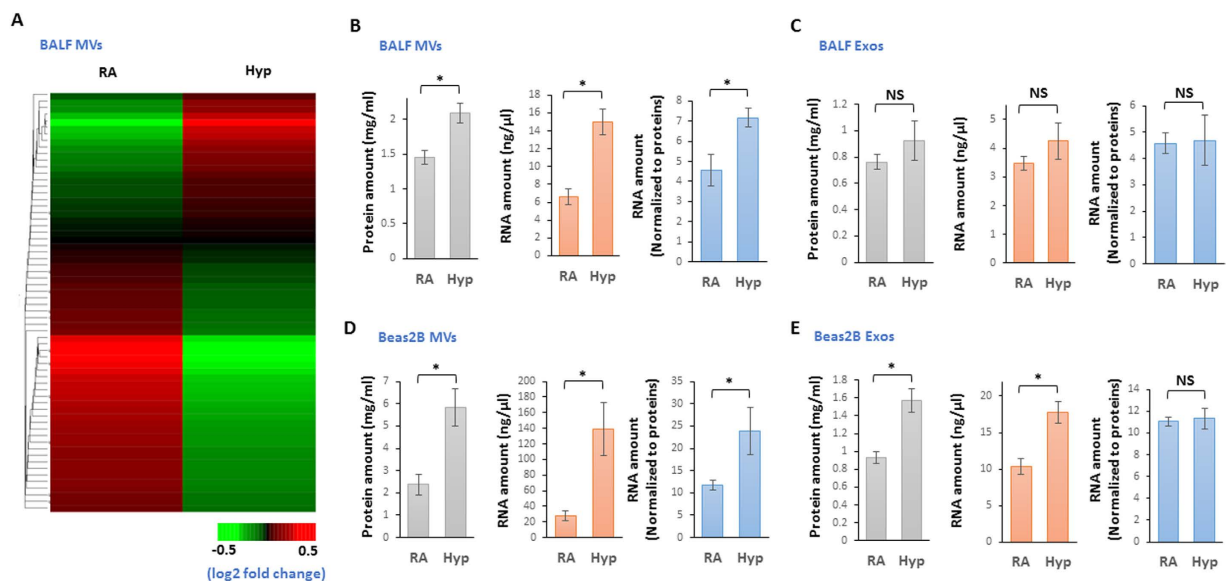 A
BALF MVs
RA Hyp
-0.5 0.5
(log2 fold change)
B
BALF MVs
Protein amount (mg/ml)
2
1.5
1
0.5
0
*
RA Hyp
RNA amount (ng/µl)
18
16
14
12
10
8
6
4
2
0
*
RA Hyp
RNA amount
(Normalized to proteins)
8
7
6
5
4
3
2
1
0
*
RA Hyp
C
BALF Exos
Protein amount (mg/ml)
1.2
1
0.8
0.6
0.4
0.2
0
NS
RA Hyp
RNA amount (ng/µl)
5
4
3
2
1
0
NS
RA Hyp
RNA amount
(Normalized to proteins)
6
5
4
3
2
1
0
NS
RA Hyp
D
Beas2B MVs
Protein amount (mg/ml)
7
6
5
4
3
2
1
0
*
RA Hyp
RNA amount (ng/µl)
200
180
160
140
120
100
80
60
40
20
0
*
RA Hyp
RNA amount
(Normalized to proteins)
35
30
25
20
15
10
5
0
*
RA Hyp
E
Beas2B Exos
Protein amount (mg/ml)
1.8
1.6
1.4
1.2
1
0.8
0.6
0.4
0.2
0
*
RA Hyp
RNA amount (ng/µl)
20
15
10
5
0
*
RA Hyp
RNA amount
(Normalized to proteins)
14
12
10
8
6
4
2
0
NS
RA Hyp